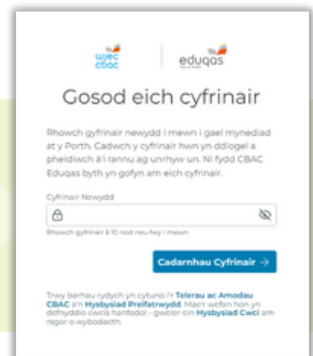 wjec
cbac
eduqas
Gosod eich cyfrinair
Rhowch gyfrinair newydd i mewn i gael mynediad
at y Porth. Cadwch y cyfrinair hwn yn ddiogel a
pheidiwch â'i rannu ag unrhyw un. Ni fydd CBAC
Eduqas byth yn gofyn am eich cyfrinair.
Cyfrinair Newydd
Rhowch gyfrinair â 10 nod neu fwy i mewn
Cadarnhau Cyfrinair →
Trwy barhau rydych yn cytuno i'r Telerau ac Amodau
CBAC a'n Hysbysiad Preifatrwydd. Mae'r wefan hon yn
defnyddio cwcis hanfodol - gweler ein Hysbysiad Cwci am
ragor o wybodaeth.